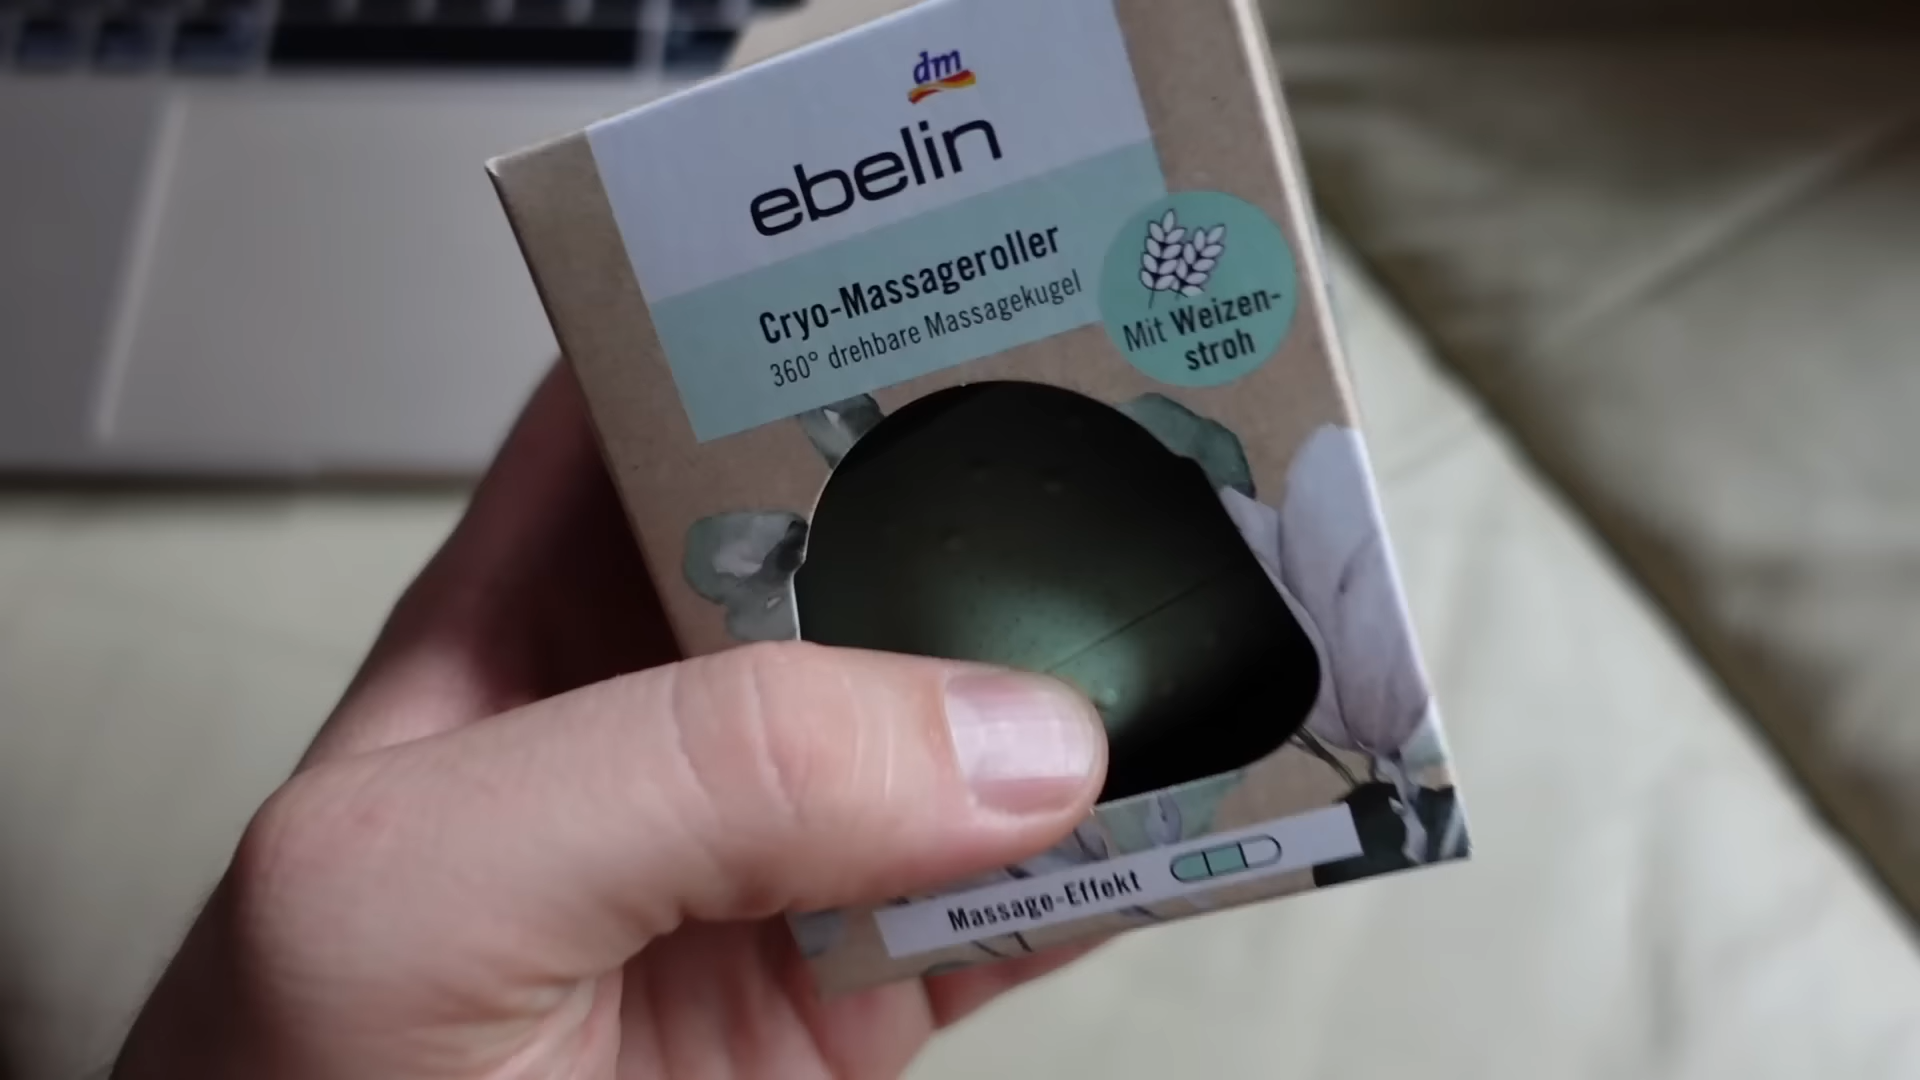 dm
ebelin
Cryo-Massageroller
360° drehbare Massagekugel
Mit Weizen-
stroh
Massage-Effekt